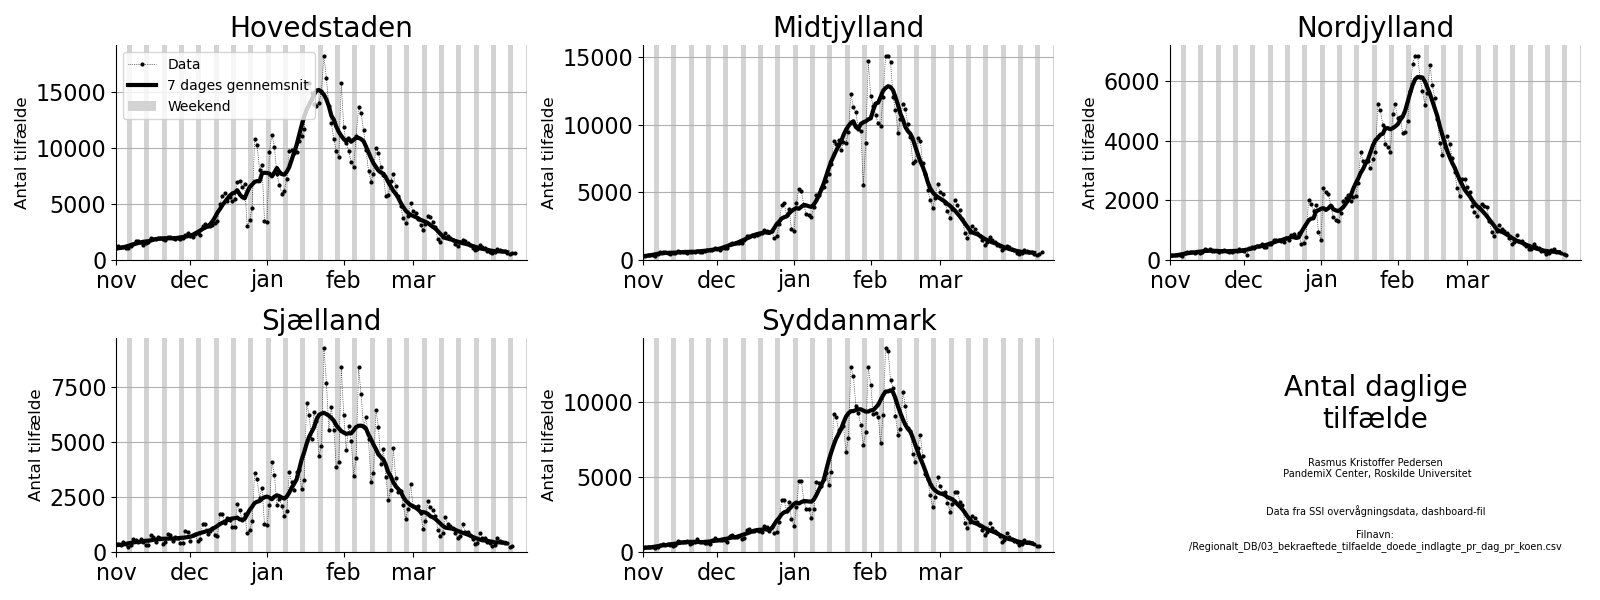 Hovedstaden
Data
7 dages gennemsnit
Weekend
Antal tilfælde
15000
10000
5000
0
nov dec jan feb mar
Midtjylland
Antal tilfælde
15000
10000
5000
0
nov dec jan feb mar
Nordjylland
Antal tilfælde
6000
4000
2000
0
nov dec jan feb mar
Sjælland
Antal tilfælde
7500
5000
2500
0
nov dec jan feb mar
Syddanmark
Antal tilfælde
10000
5000
0
nov dec jan feb mar
Antal daglige
tilfælde
Rasmus Kristoffer Pedersen
PandemiX Center, Roskilde Universitet
Data fra SSI overvågningsdata, dashboard-fil
Filnavn:
/Regionalt_DB/03_bekraeftede_tilfaelde_doede_indlagte_pr_dag_pr_koen.csv